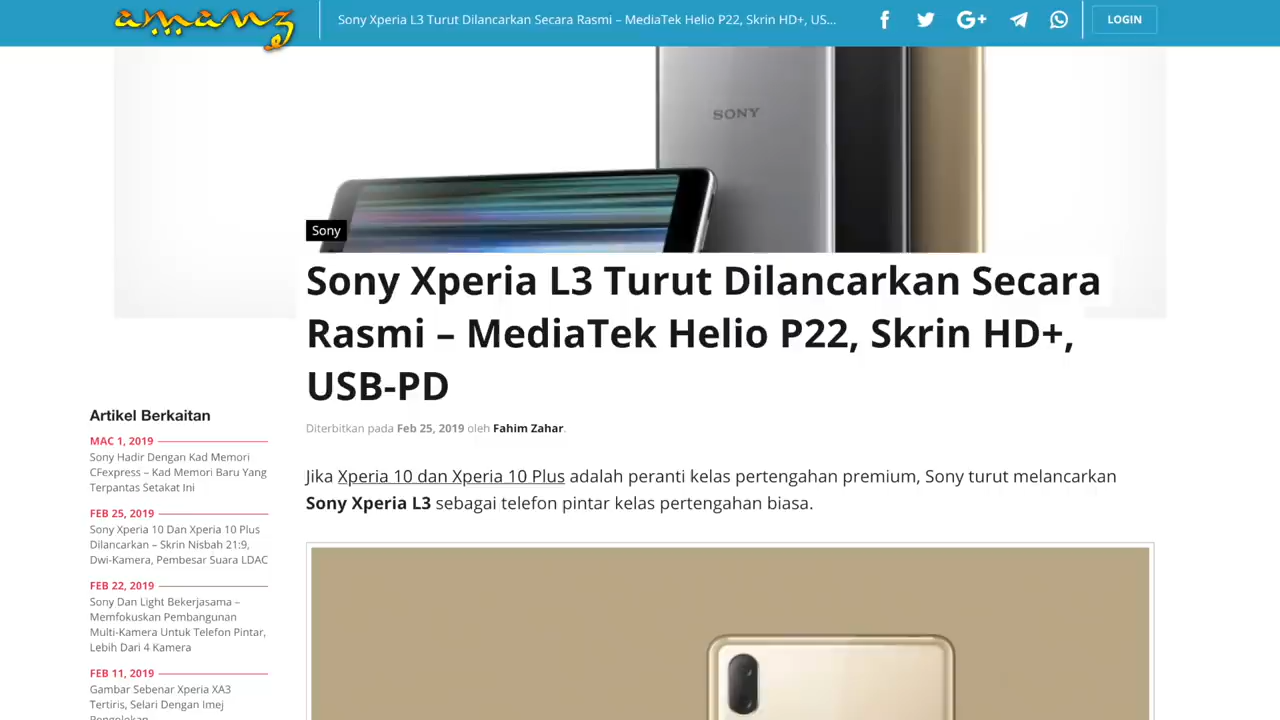 amanz
Sony Xperia L3 Turut Dilancarkan Secara Rasmi – MediaTek Helio P22, Skrin HD+, US...
LOGIN
SONY
Sony
Sony Xperia L3 Turut Dilancarkan Secara
Rasmi – MediaTek Helio P22, Skrin HD+,
USB-PD
Diterbitkan pada Feb 25, 2019 oleh Fahim Zahar.
Jika Xperia 10 dan Xperia 10 Plus adalah peranti kelas pertengahan premium, Sony turut melancarkan
Sony Xperia L3 sebagai telefon pintar kelas pertengahan biasa.
Artikel Berkaitan
MAC 1, 2019
Sony Hadir Dengan Kad Memori
CFexpress – Kad Memori Baru Yang
Terpantas Setakat Ini
FEB 25, 2019
Sony Xperia 10 Dan Xperia 10 Plus
Dilancarkan – Skrin Nisbah 21:9,
Dwi-Kamera, Pembesar Suara LDAC
FEB 22, 2019
Sony Dan Light Bekerjasama –
Memfokuskan Pembangunan
Multi-Kamera Untuk Telefon Pintar,
Lebih Dari 4 Kamera
FEB 11, 2019
Gambar Sebenar Xperia XA3
Tertiris, Selari Dengan Imej